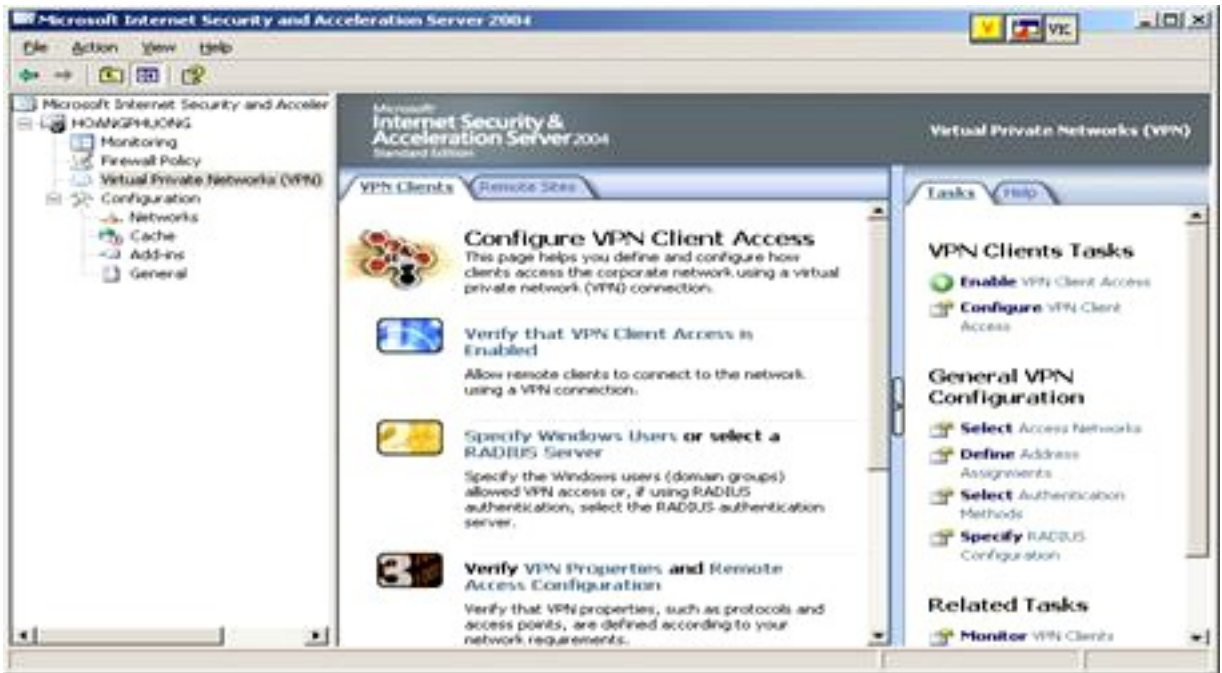 Microsoft Internet Security and Acceleration Server 2004
V
VIE
File Action View Help
Microsoft Internet Security and Acceler
HOANGPHUONG
Monitoring
Firewall Policy
Virtual Private Networks (VPN)
Configuration
Networks
Cache
Add-ins
General
Microsoft
Internet Security &
Acceleration Server 2004
Standard Edition
Virtual Private Networks (VPN)
VPN Clients
Remote Sites
Configure VPN Client Access
This page helps you define and configure how
clients access the corporate network using a virtual
private network (VPN) connection.
Verify that VPN Client Access is
Enabled
Allow remote clients to connect to the network
using a VPN connection.
Specify Windows Users or select a
RADIUS Server
Specify the Windows users (domain groups)
allowed VPN access or, if using RADIUS
authentication, select the RADIUS authentication
server.
3
Verify VPN Properties and Remote
Access Configuration
Verify that VPN properties, such as protocols and
access points, are defined according to your
network requirements.
Tasks
Help
VPN Clients Tasks
Enable VPN Client Access
Configure VPN Client
Access
General VPN
Configuration
Select Access Networks
Define Address
Assignments
Select Authentication
Methods
Specify RADIUS
Configuration
Related Tasks
Monitor VPN Clients